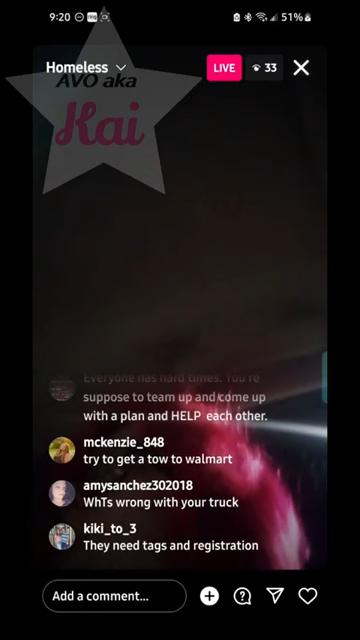 9:20
51%
Homeless
LIVE
33
AVO aka
Kai
Everyone has hard times. You're
suppose to team up and come up
with a plan and HELP each other.
mckenzie_848
try to get a tow to walmart
amysanchez302018
WhTs wrong with your truck
kiki_to_3
They need tags and registration
Add a comment...